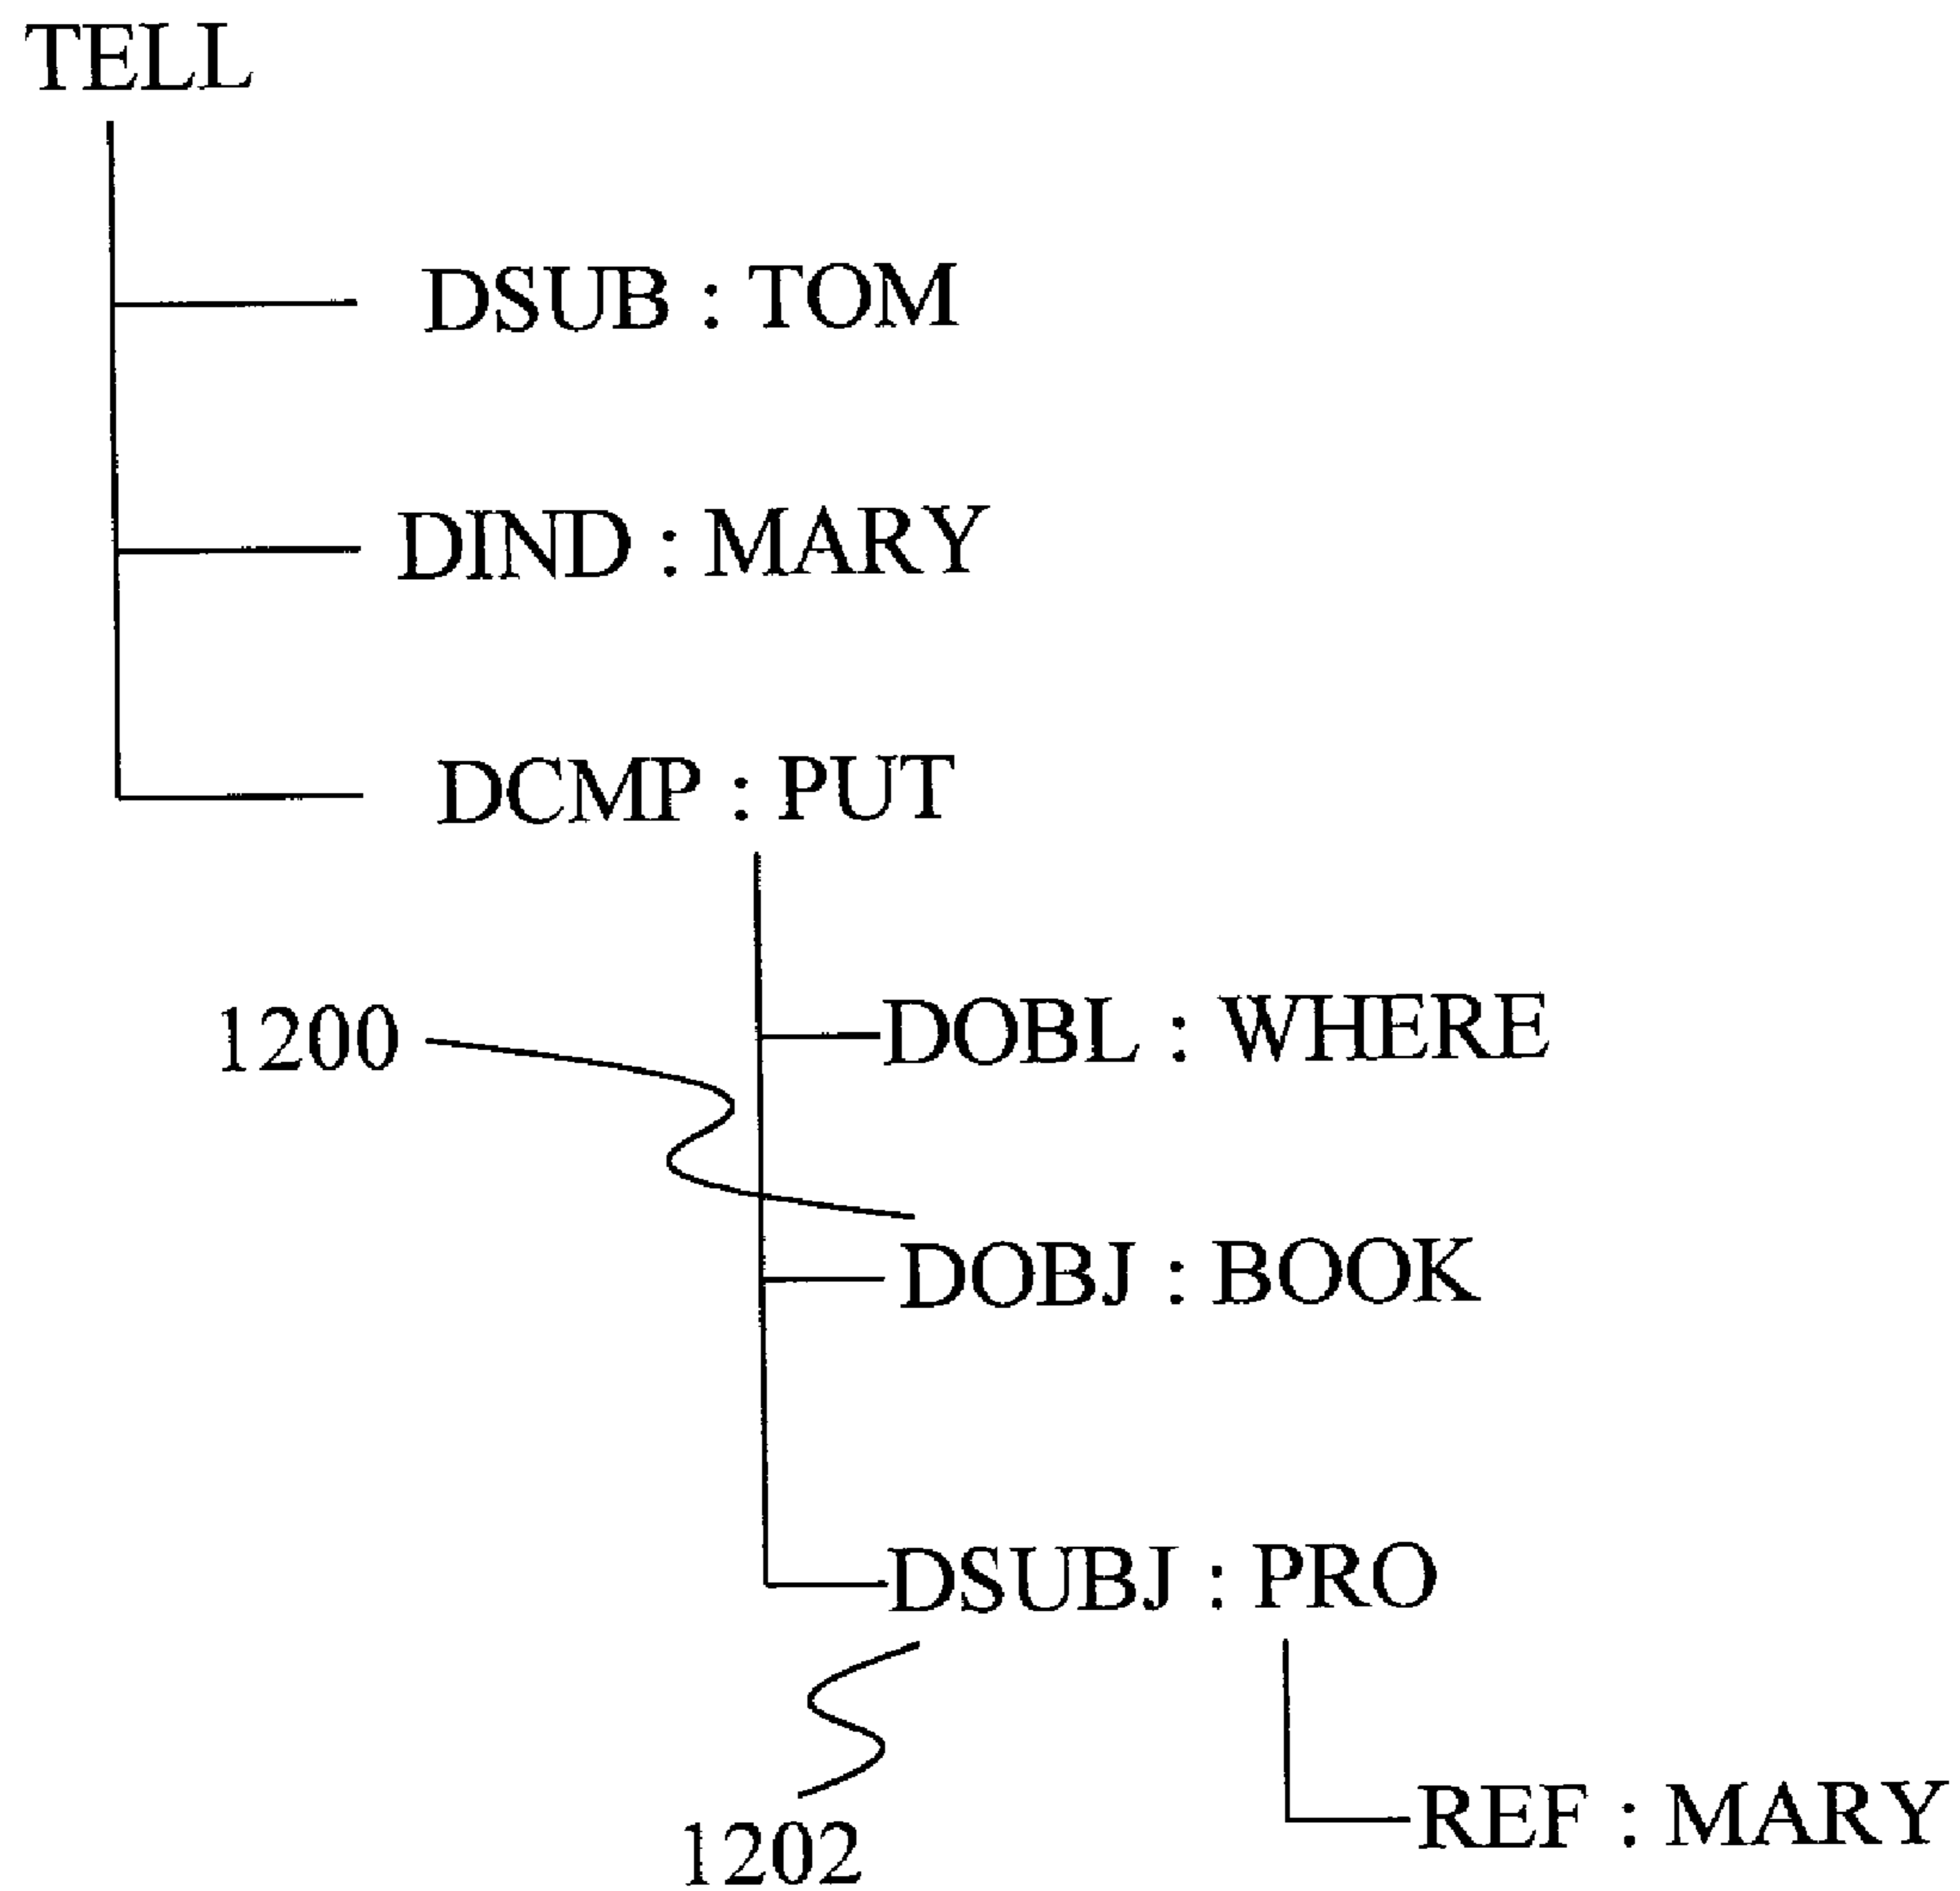 TELL
DSUB : TOM
DIND : MARY
DCMP : PUT
1200
DOBL : WHERE
DOBJ : BOOK
DSUBJ : PRO
REF : MARY
1202